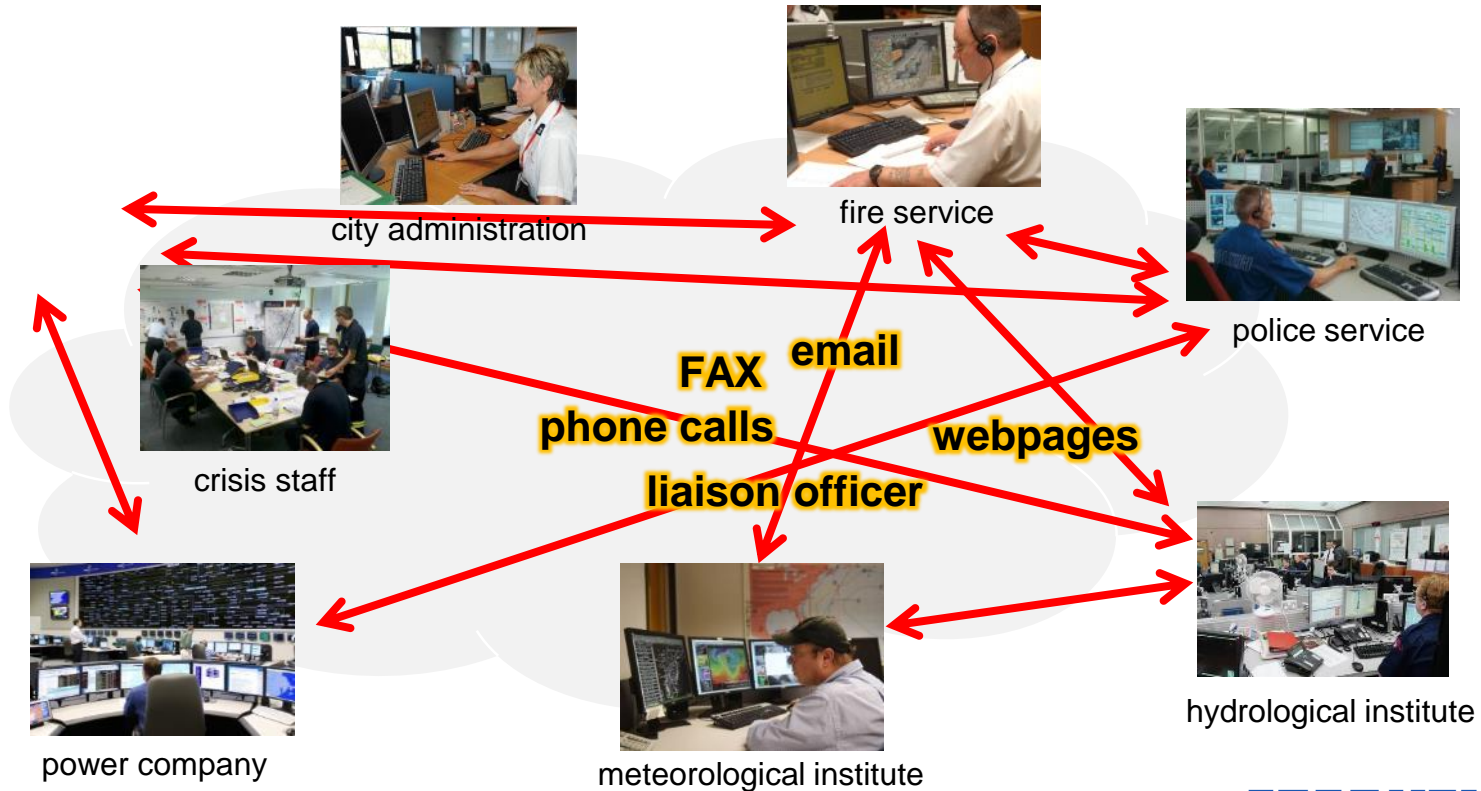 city administration
fire service
police service
email
FAX
phone calls
webpages
crisis staff
liaison officer
hydrological institute
power company
meteorological institute